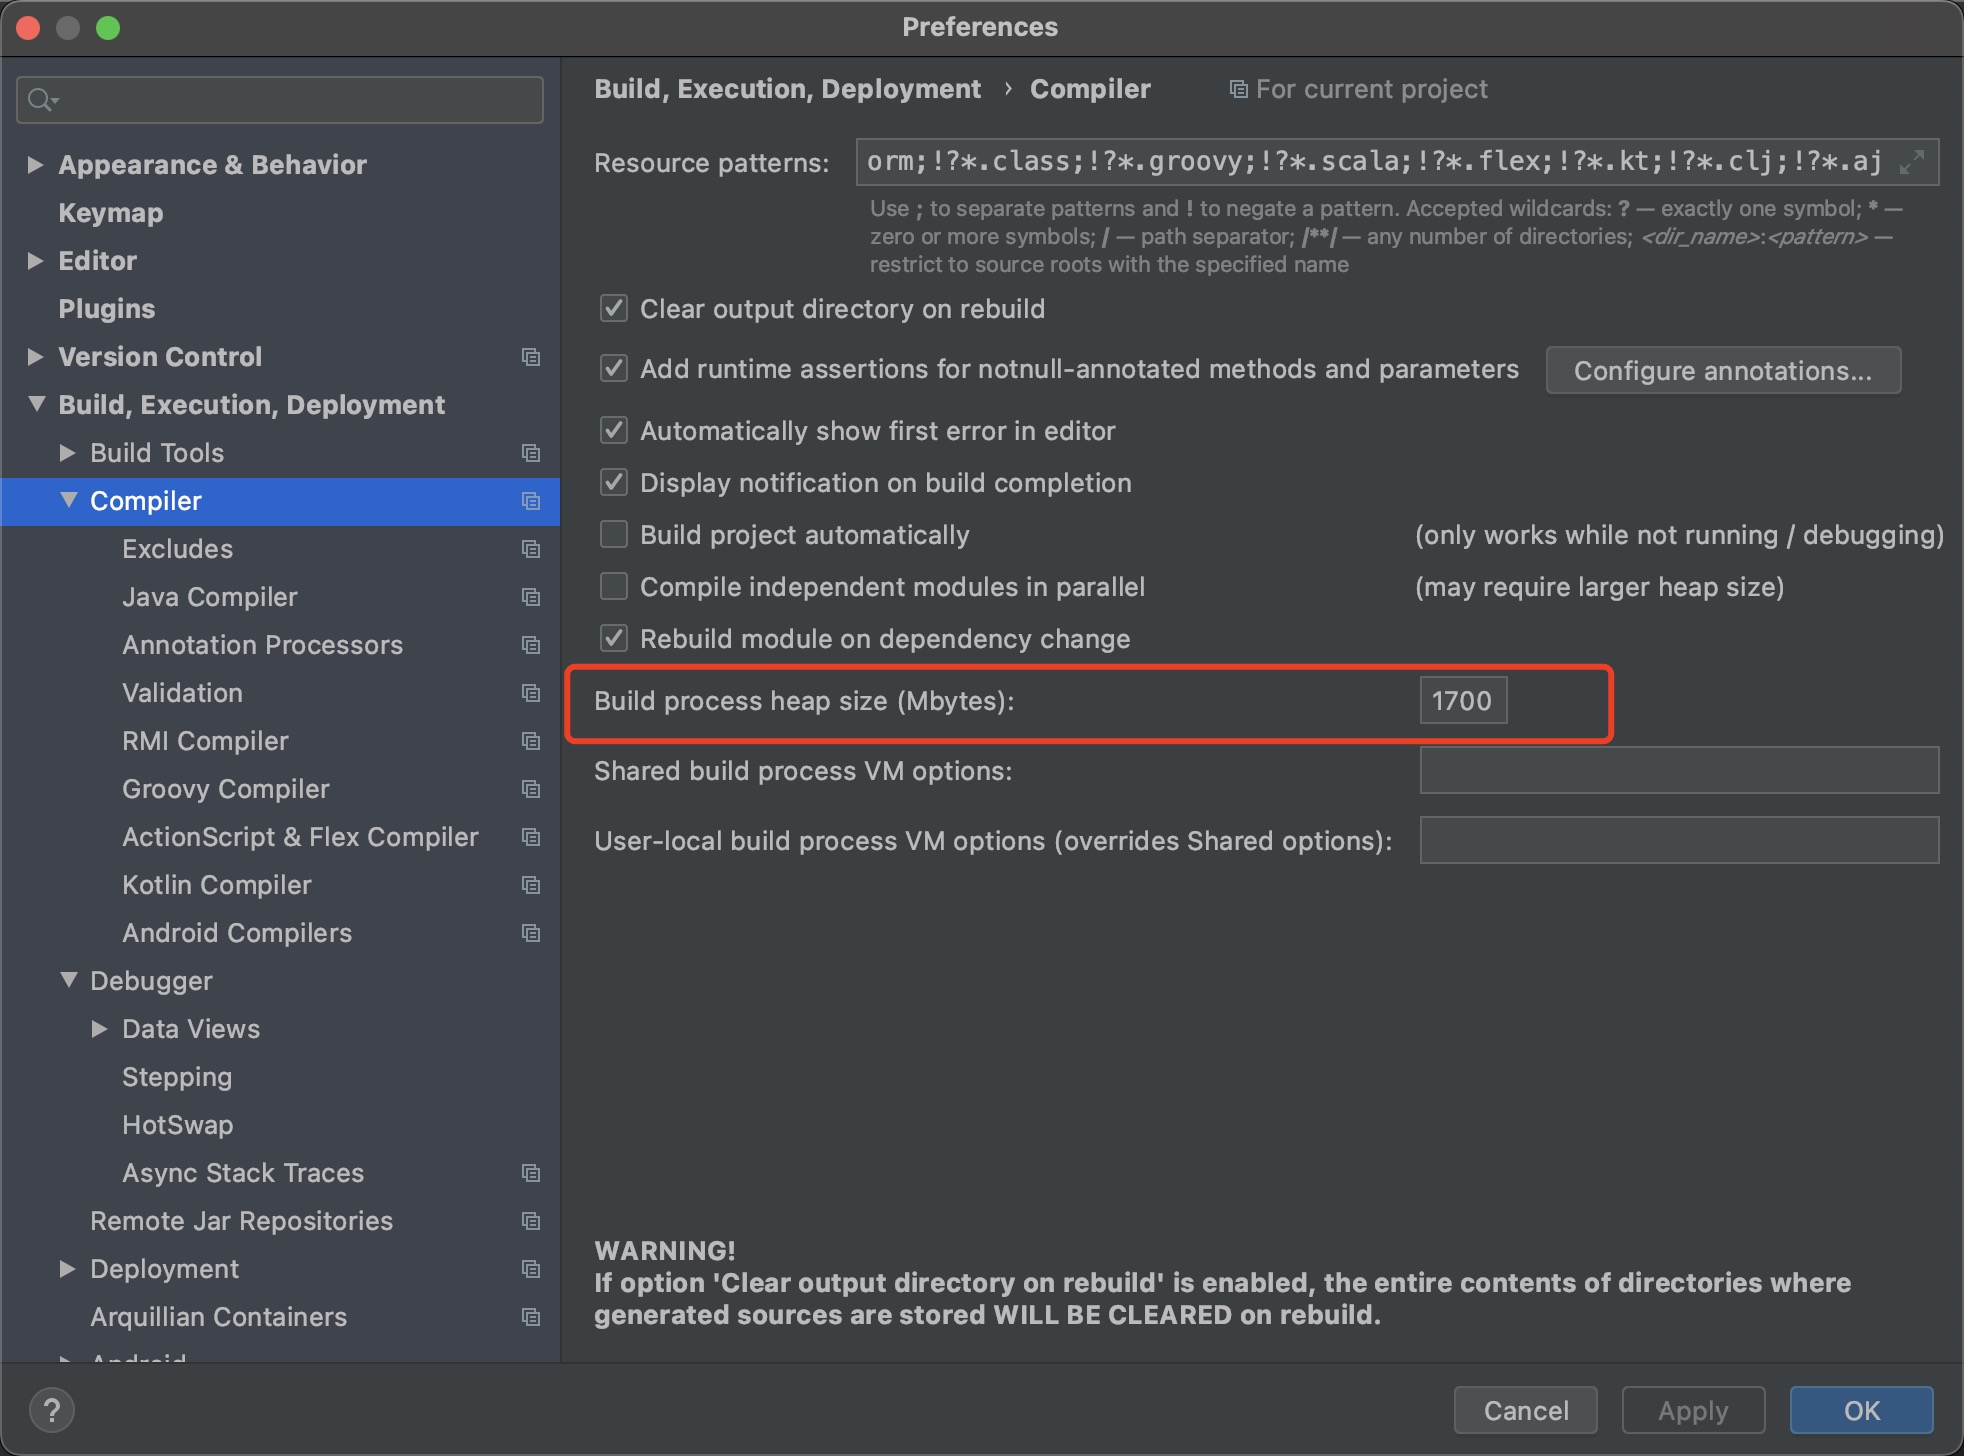 Preferences
Appearance & Behavior
Keymap
Editor
Plugins
Version Control
Build, Execution, Deployment
Build Tools
Compiler
Excludes
Java Compiler
Annotation Processors
Validation
RMI Compiler
Groovy Compiler
ActionScript & Flex Compiler
Kotlin Compiler
Android Compilers
Debugger
Data Views
Stepping
HotSwap
Async Stack Traces
Remote Jar Repositories
Deployment
Arquillian Containers
Android
Build, Execution, Deployment › Compiler For current project
Resource patterns: orm;!?*.class;!?*.groovy;!?*.scala;!?*.flex;!?*.kt;!?*.clj;!?*.aj
Use ; to separate patterns and ! to negate a pattern. Accepted wildcards: ? — exactly one symbol; * —
zero or more symbols; / — path separator; /**/ — any number of directories; <dir_name>:<pattern> —
restrict to source roots with the specified name
Clear output directory on rebuild
Add runtime assertions for notnull-annotated methods and parameters Configure annotations...
Automatically show first error in editor
Display notification on build completion
Build project automatically (only works while not running / debugging)
Compile independent modules in parallel (may require larger heap size)
Rebuild module on dependency change
Build process heap size (Mbytes): 1700
Shared build process VM options:
User-local build process VM options (overrides Shared options):
WARNING!
If option 'Clear output directory on rebuild' is enabled, the entire contents of directories where
generated sources are stored WILL BE CLEARED on rebuild.
? Cancel Apply OK